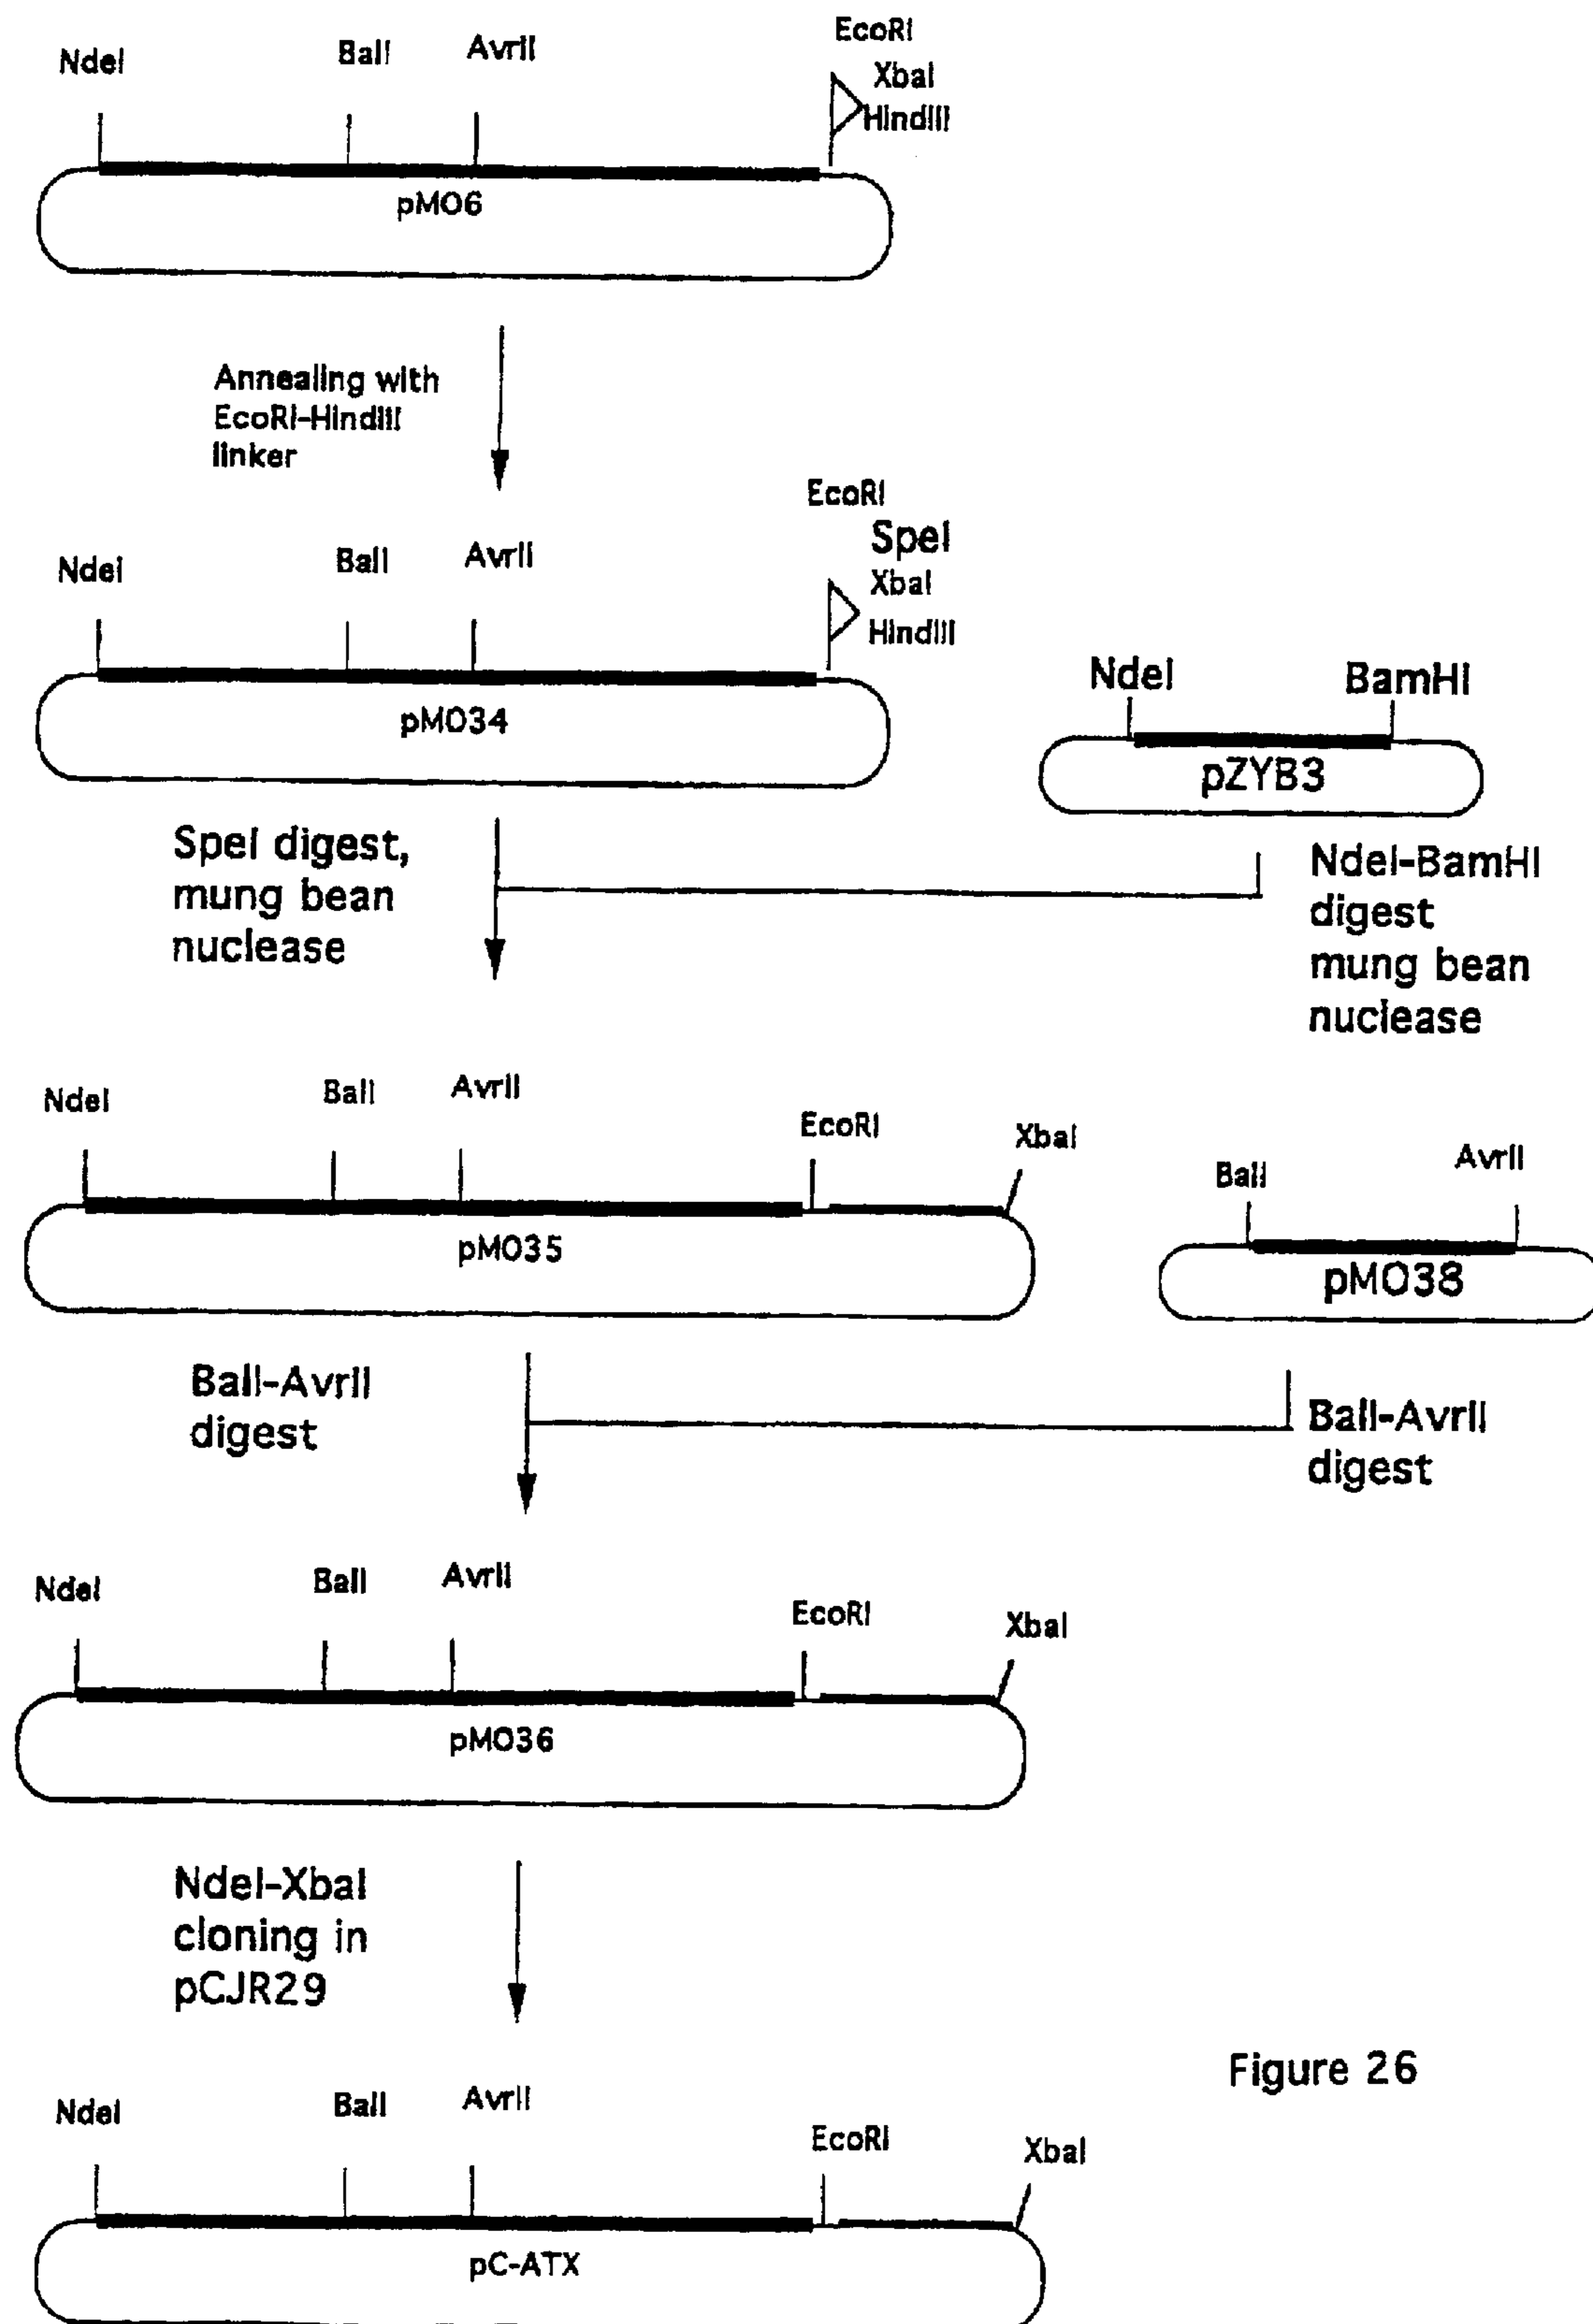 EcoRI
NdeI
BalI
AvrII
XbaI
HindIII
pMO6
Annealing with
EcoRI-HindIII
linker
EcoRI
SpeI
NdeI
BalI
AvrII
XbaI
HindIII
pMO34
NdeI
BamHI
pZYB3
SpeI digest,
mung bean
nuclease
NdeI-BamHI
digest
mung bean
nuclease
NdeI
BalI
AvrII
EcoRI
XbaI
pMO35
BalI
AvrII
pMO38
BalI-AvrII
digest
BalI-AvrII
digest
NdeI
BalI
AvrII
EcoRI
XbaI
pMO36
NdeI-XbaI
cloning in
pCJR29
Figure 26
NdeI
BalI
AvrII
EcoRI
XbaI
pC-ATX